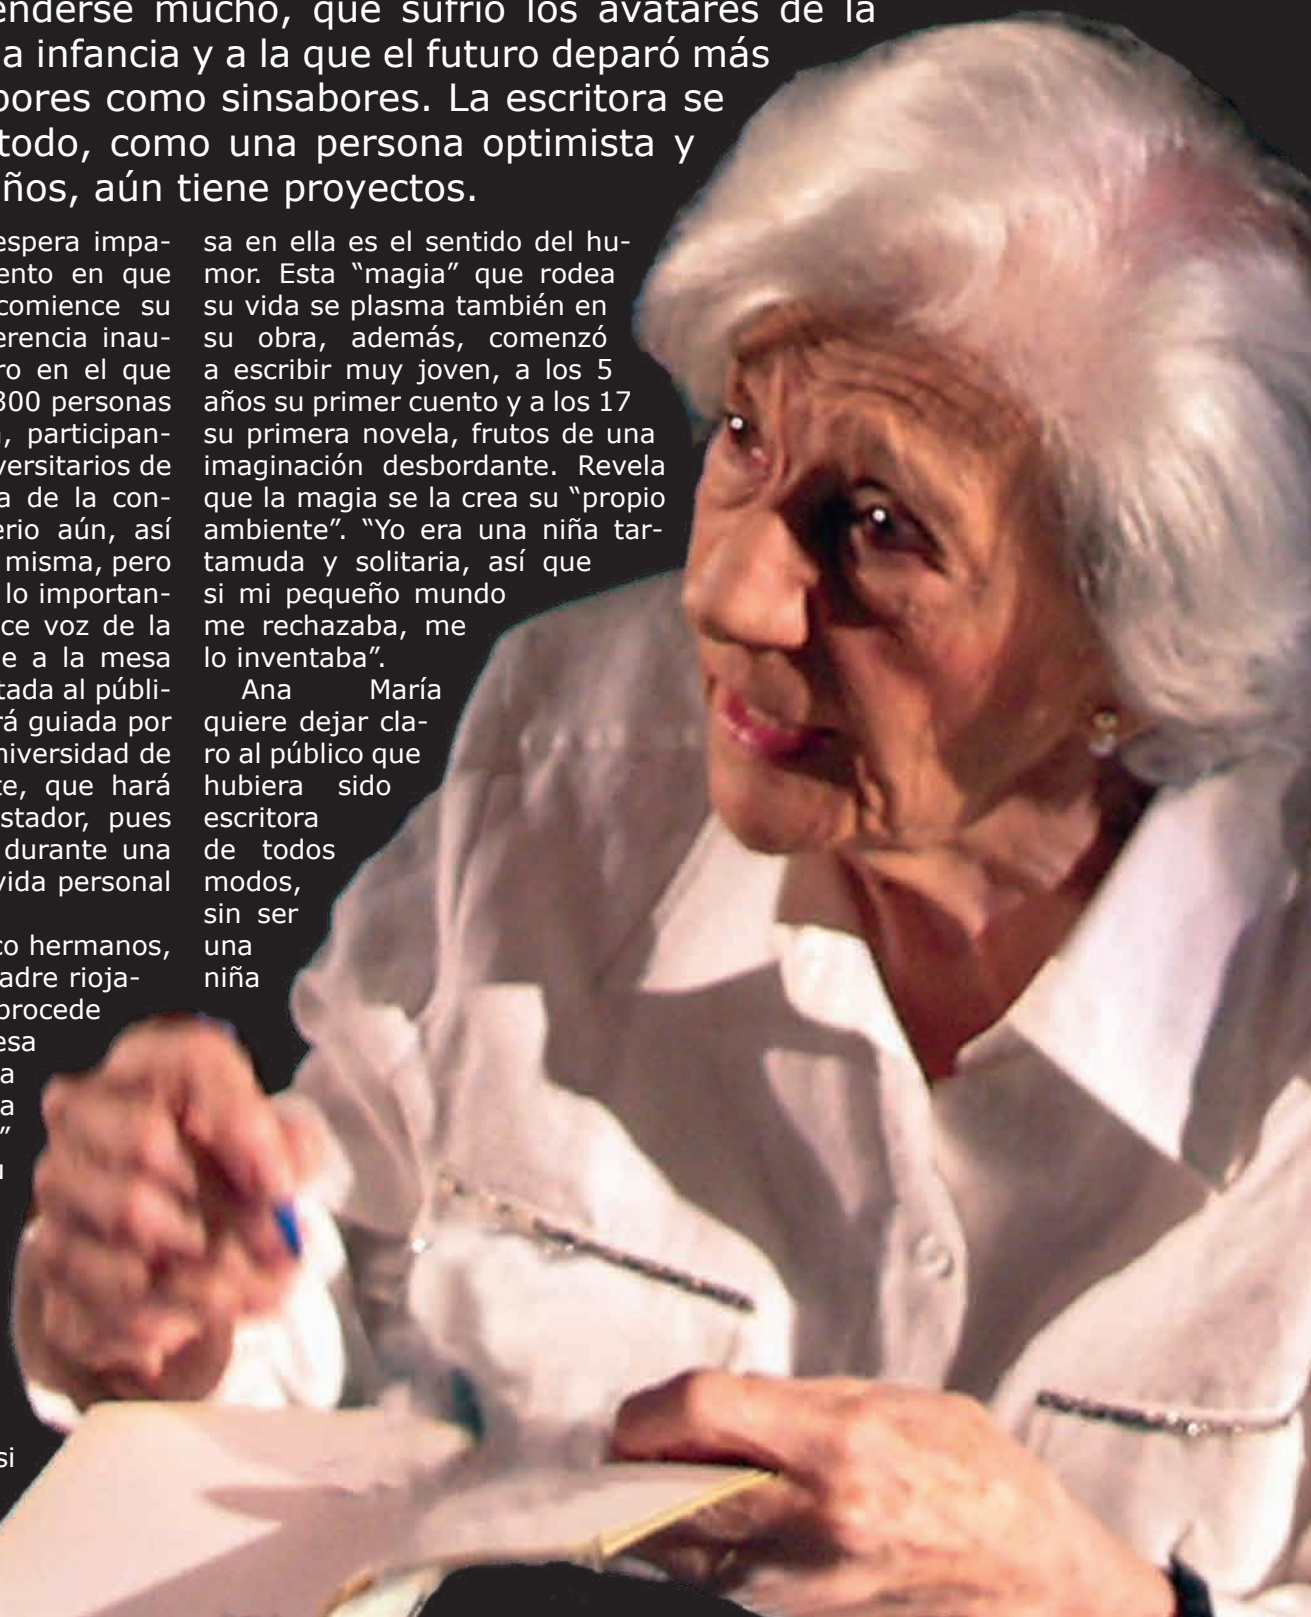 enderse mucho, que sufrió los avatares de la
a infancia y a la que el futuro deparó más
bores como sinsabores. La escritora se
todo, como una persona optimista y
ños, aún tiene proyectos.
espera impa-
ento en que
comience su
erencia inau-
ro en el que
300 personas
, participan-
versitarios de
a de la con-
erio aún, así
misma, pero
lo importan-
ce voz de la
e a la mesa
tada al públi-
rá guiada por
niversidad de
te, que hará
stador, pues
durante una
vida personal
co hermanos,
adre rioja-
procede
esa
a
a
”
si
sa en ella es el sentido del hu-
mor. Esta “magia” que rodea
su vida se plasma también en
su obra, además, comenzó
a escribir muy joven, a los 5
años su primer cuento y a los 17
su primera novela, frutos de una
imaginación desbordante. Revela
que la magia se la crea su “propio
ambiente”. “Yo era una niña tar-
tamuda y solitaria, así que
si mi pequeño mundo
me rechazaba, me
lo inventaba”.
Ana María
quiere dejar cla-
ro al público que
hubiera sido
escritora
de todos
modos,
sin ser
una
niña